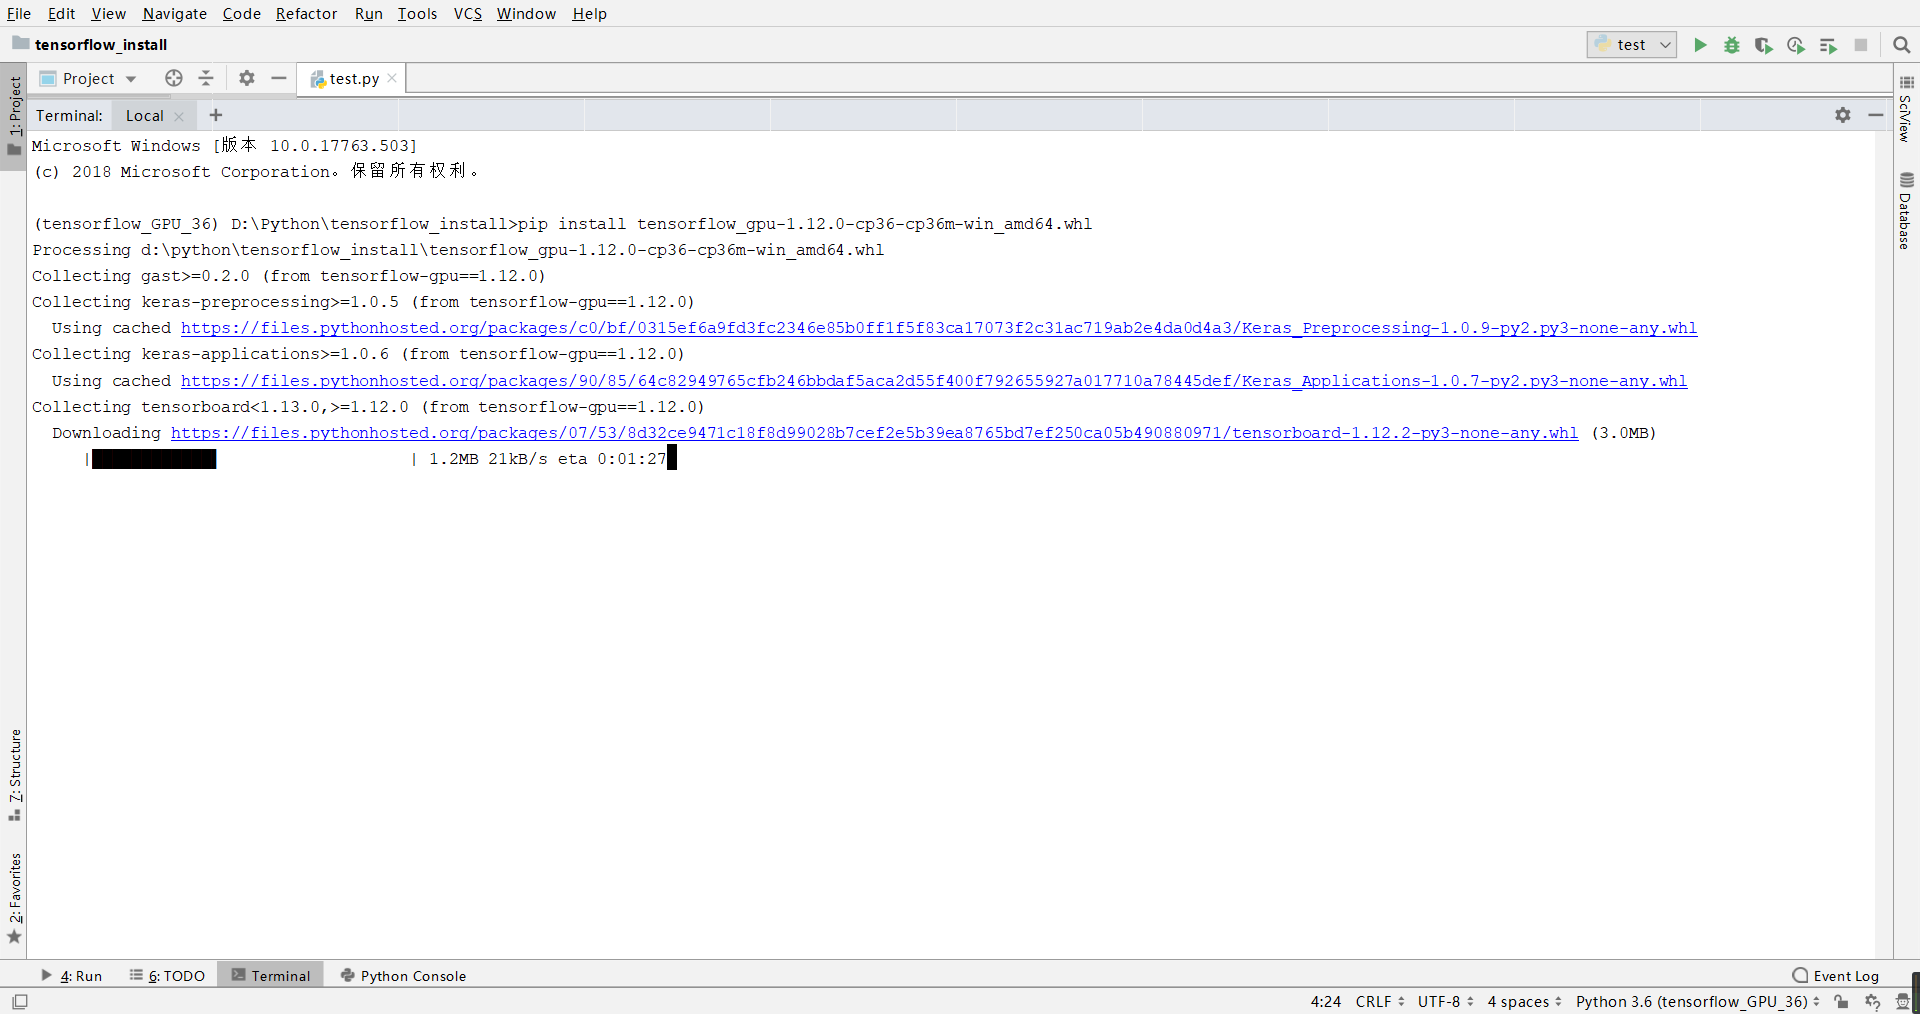 File Edit View Navigate Code Refactor Run Tools VCS Window Help
tensorflow_install
test
Project
test.py
1: Project
Terminal: Local
SciView
Database
Microsoft Windows [版本 10.0.17763.503]
(c) 2018 Microsoft Corporation。保留所有权利。
(tensorflow_GPU_36) D:\Python\tensorflow_install>pip install tensorflow_gpu-1.12.0-cp36-cp36m-win_amd64.whl
Processing d:\python\tensorflow_install\tensorflow_gpu-1.12.0-cp36-cp36m-win_amd64.whl
Collecting gast>=0.2.0 (from tensorflow-gpu==1.12.0)
Collecting keras-preprocessing>=1.0.5 (from tensorflow-gpu==1.12.0)
Using cached https://files.pythonhosted.org/packages/c0/bf/0315ef6a9fd3fc2346e85b0ff1f5f83ca17073f2c31ac719ab2e4da0d4a3/Keras_Preprocessing-1.0.9-py2.py3-none-any.whl
Collecting keras-applications>=1.0.6 (from tensorflow-gpu==1.12.0)
Using cached https://files.pythonhosted.org/packages/90/85/64c82949765cfb246bbdaf5aca2d55f400f792655927a017710a78445def/Keras_Applications-1.0.7-py2.py3-none-any.whl
Collecting tensorboard<1.13.0,>=1.12.0 (from tensorflow-gpu==1.12.0)
Downloading https://files.pythonhosted.org/packages/07/53/8d32ce9471c18f8d99028b7cef2e5b39ea8765bd7ef250ca05b490880971/tensorboard-1.12.2-py3-none-any.whl (3.0MB)
| | 1.2MB 21kB/s eta 0:01:27
7: Structure
2: Favorites
4: Run 6: TODO Terminal Python Console Event Log
4:24 CRLF UTF-8 4 spaces Python 3.6 (tensorflow_GPU_36)